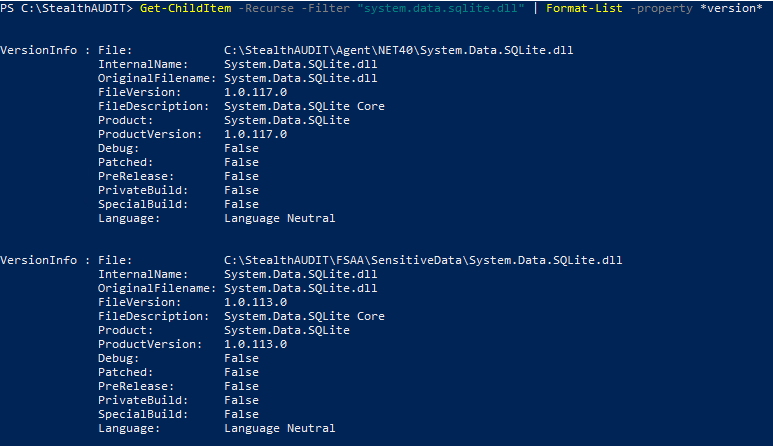 PS C:\StealthAUDIT> Get-ChildItem -Recurse -Filter "system.data.sqlite.dll" | Format-List -property *version*
VersionInfo : File:             C:\StealthAUDIT\Agent\NET40\System.Data.SQLite.dll
              InternalName:     System.Data.SQLite.dll
              OriginalFilename: System.Data.SQLite.dll
              FileVersion:      1.0.117.0
              FileDescription:  System.Data.SQLite Core
              Product:          System.Data.SQLite
              ProductVersion:   1.0.117.0
              Debug:            False
              Patched:          False
              PreRelease:       False
              PrivateBuild:     False
              SpecialBuild:     False
              Language:         Language Neutral
VersionInfo : File:             C:\StealthAUDIT\FSAA\SensitiveData\System.Data.SQLite.dll
              InternalName:     System.Data.SQLite.dll
              OriginalFilename: System.Data.SQLite.dll
              FileVersion:      1.0.113.0
              FileDescription:  System.Data.SQLite Core
              Product:          System.Data.SQLite
              ProductVersion:   1.0.113.0
              Debug:            False
              Patched:          False
              PreRelease:       False
              PrivateBuild:     False
              SpecialBuild:     False
              Language:         Language Neutral